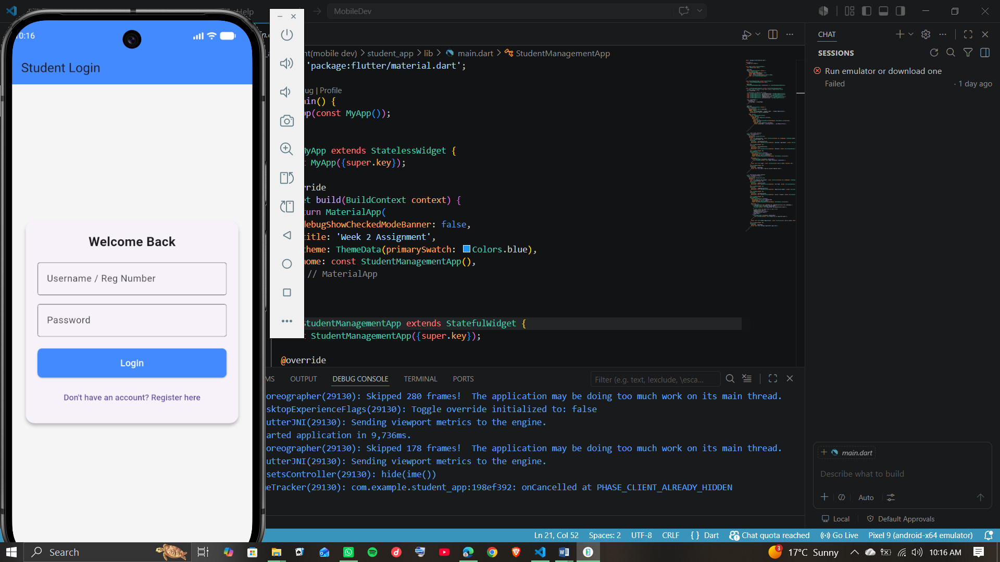 Help
MobileDev
10:16
Student Login
Welcome Back
Username / Reg Number
Password
Login
Don't have an account? Register here
nt(mobile dev) > student_app > lib > main.dart > StudentManagementApp
'package:flutter/material.dart';
ug | Profile
in() {
p(const MyApp());
MyApp extends StatelessWidget {
MyApp({super.key});
ride
et build(BuildContext context) {
urn MaterialApp(
debugShowCheckedModeBanner: false,
title: 'Week 2 Assignment',
heme: ThemeData(primarySwatch: Colors.blue),
home: const StudentManagementApp(),
// MaterialApp
StudentManagementApp extends StatefulWidget {
StudentManagementApp({super.key});
@override
MS
OUTPUT
DEBUG CONSOLE
TERMINAL
PORTS
Filter (e.g. text, !exclude, \esca...
oreographer(29130): Skipped 280 frames!  The application may be doing too much work on its main thread.
sktopExperienceFlags(29130): Toggle override initialized to: false
utterJNI(29130): Sending viewport metrics to the engine.
arted application in 9,736ms.
oreographer(29130): Skipped 178 frames!  The application may be doing too much work on its main thread.
utterJNI(29130): Sending viewport metrics to the engine.
setsController(29130): hide(ime())
eTracker(29130): com.example.student_app:198ef392: onCancelled at PHASE_CLIENT_ALREADY_HIDDEN
CHAT
SESSIONS
Run emulator or download one
Failed
· 1 day ago
main.dart
Describe what to build
Auto
Local
Default Approvals
Ln 21, Col 52
Spaces: 2
UTF-8
CRLF
{ } Dart
Chat quota reached
Go Live
Pixel 9 (android-x64 emulator)
Search
3
17°C Sunny
10:16 AM